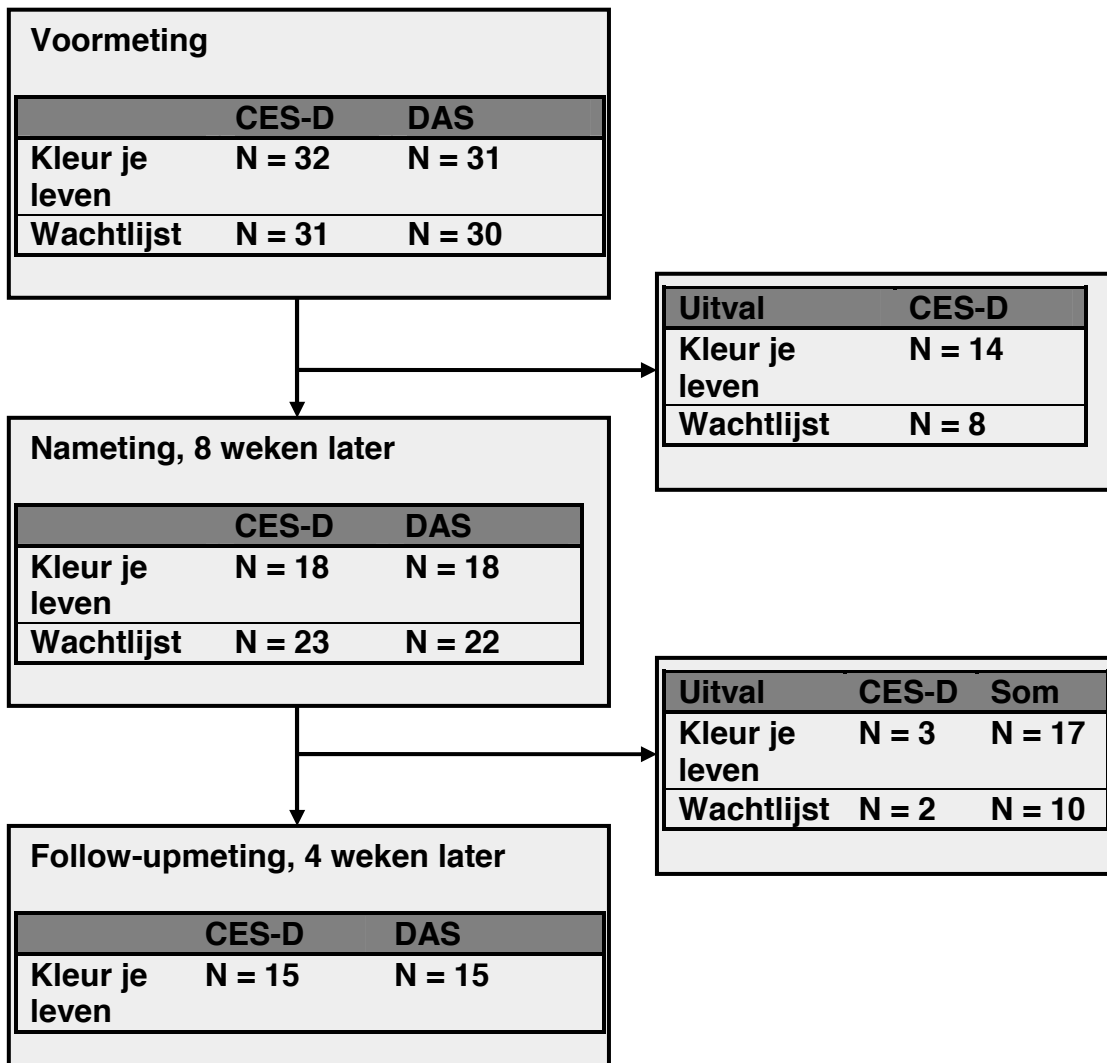 Voormeting
CES-D DAS
Kleur je N = 32 N = 31
leven
Wachtlijst N = 31 N = 30
Uitval CES-D
Kleur je N = 14
leven
Wachtlijst N = 8
Nameting, 8 weken later
CES-D DAS
Kleur je N = 18 N = 18
leven
Wachtlijst N = 23 N = 22
Uitval CES-D Som
Kleur je N = 3 N = 17
leven
Wachtlijst N = 2 N = 10
Follow-upmeting, 4 weken later
CES-D DAS
Kleur je N = 15 N = 15
leven